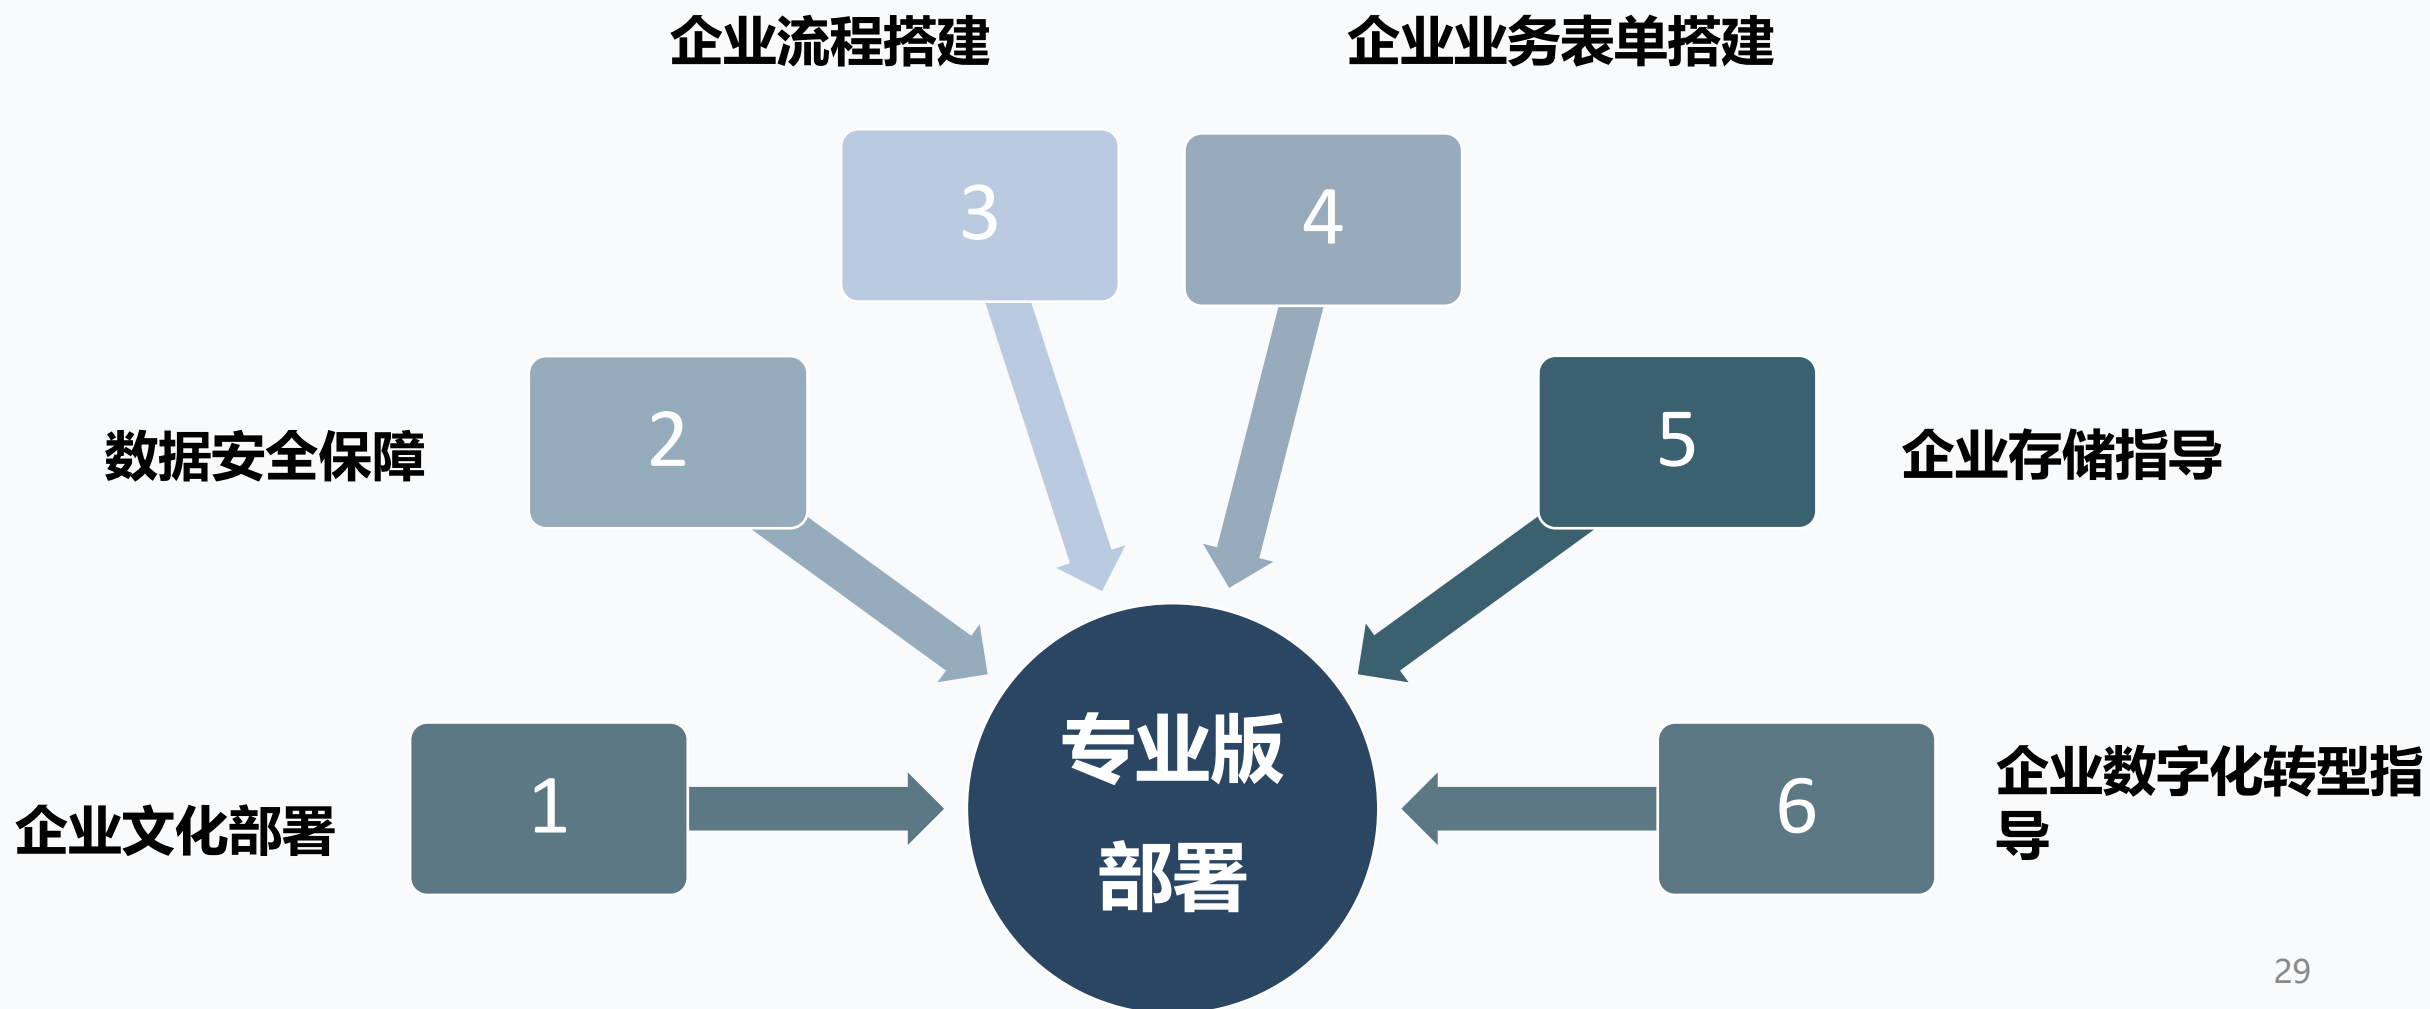 企业流程搭建
企业业务表单搭建
3
4
2
5
数据安全保障
企业存储指导
专业版
部署
1
6
企业文化部署
企业数字化转型指
导
29